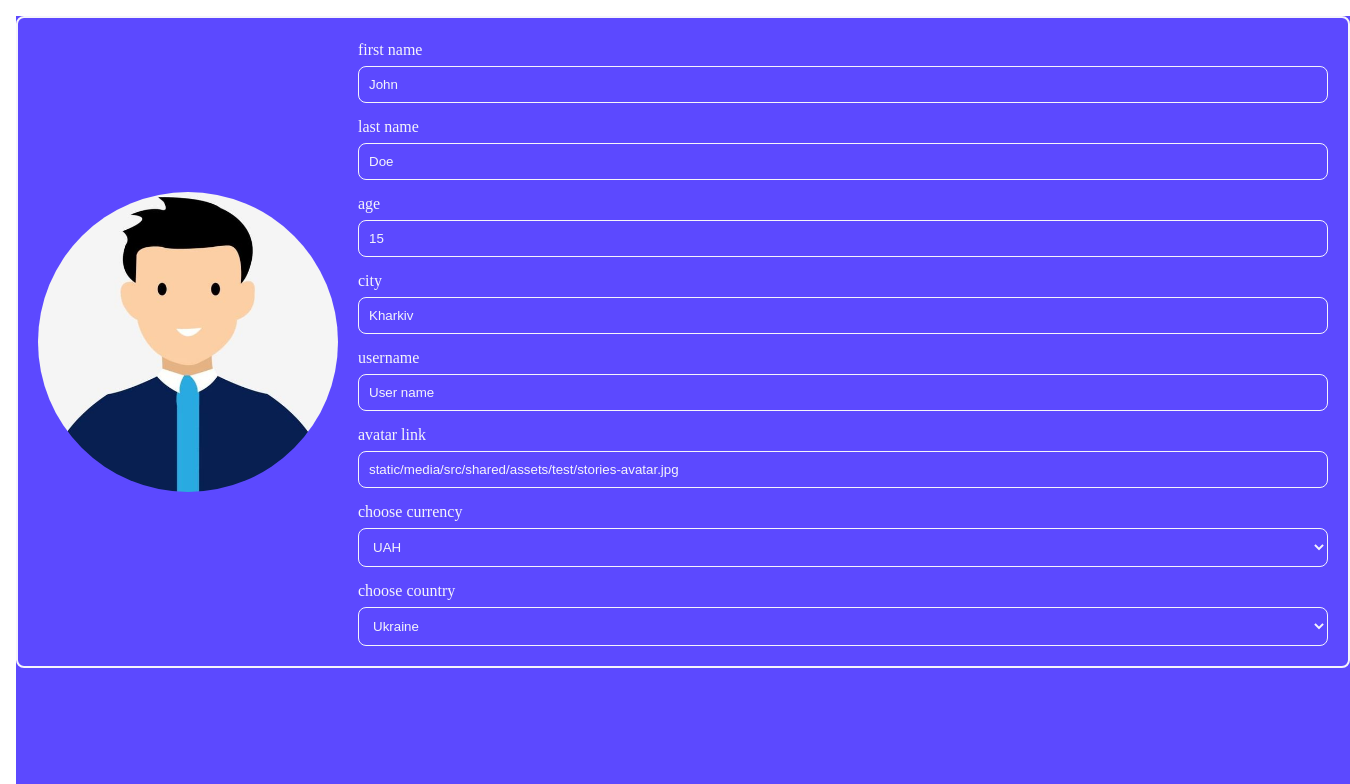 first name
John
last name
Doe
age
15
city
Kharkiv
username
User name
avatar link
static/media/src/shared/assets/test/stories-avatar.jpg
choose currency
UAH
choose country
Ukraine